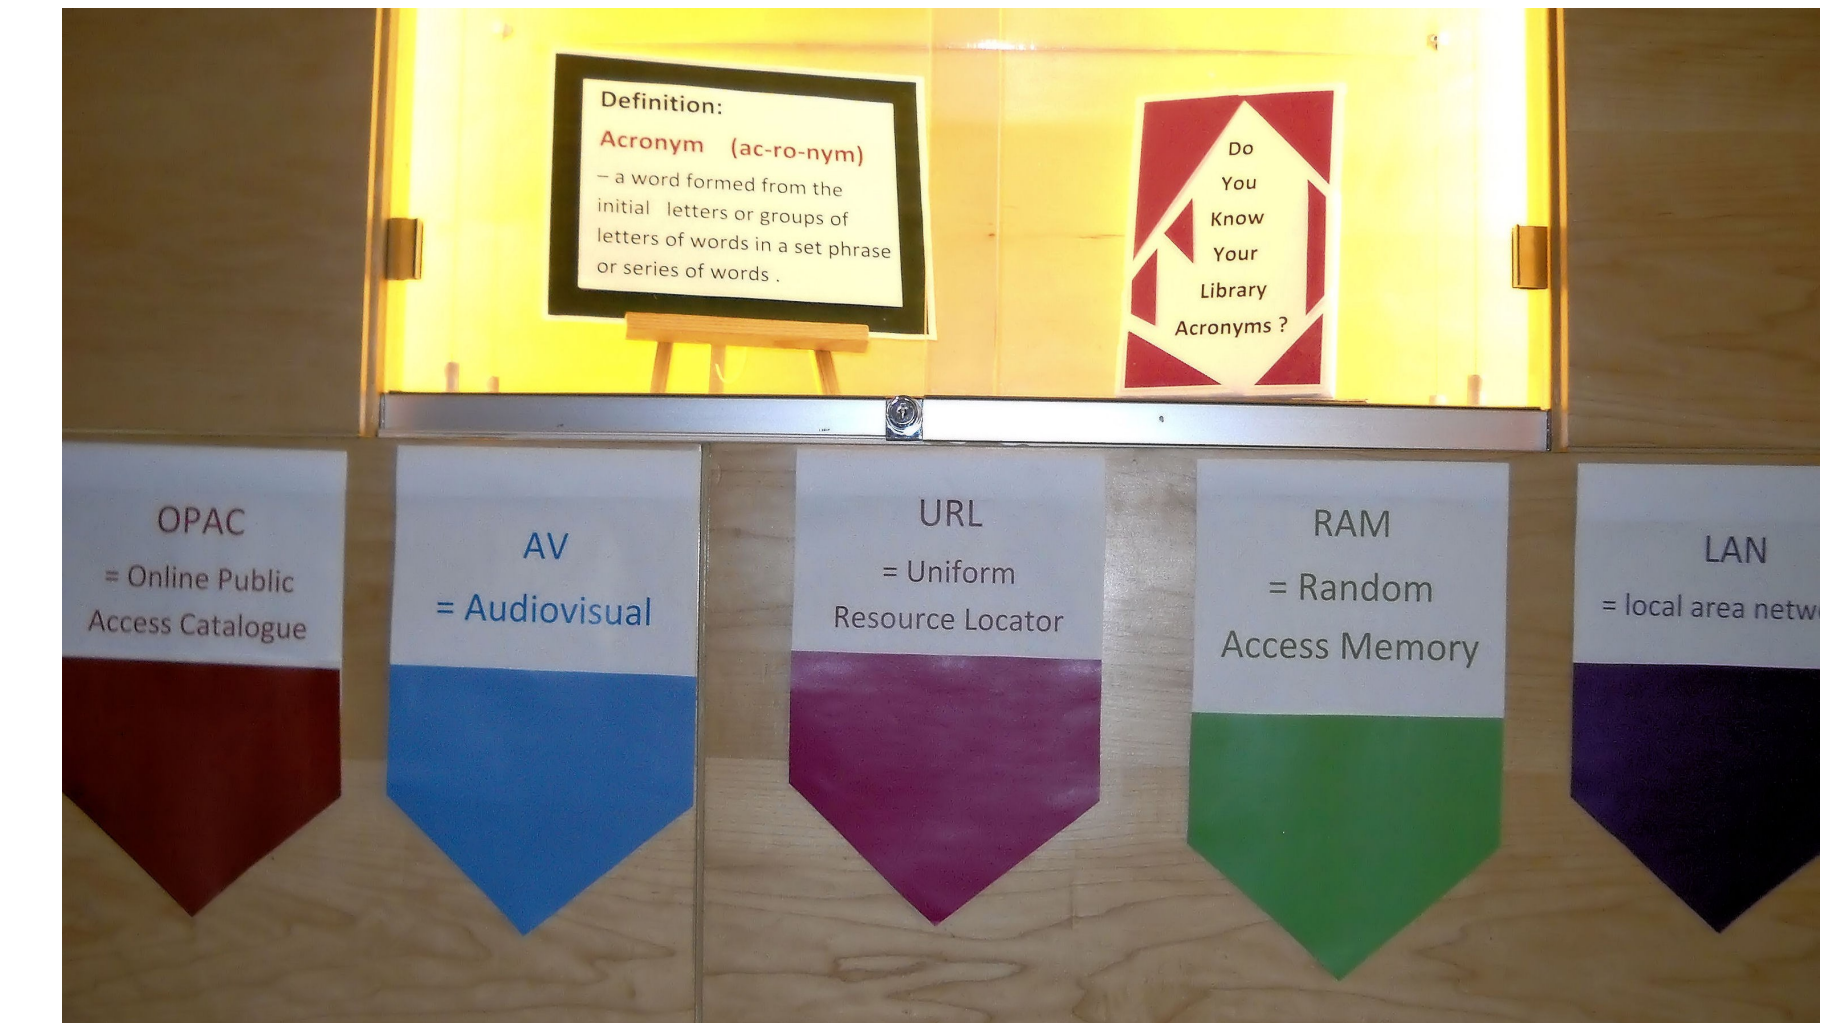 Definition:
Acronym (ac-ro-nym)
– a word formed from the
initial letters or groups of
letters of words in a set phrase
or series of words .
Do
You
Know
Your
Library
Acronyms ?
OPAC
= Online Public
Access Catalogue
AV
= Audiovisual
URL
= Uniform
Resource Locator
RAM
= Random
Access Memory
LAN
= local area